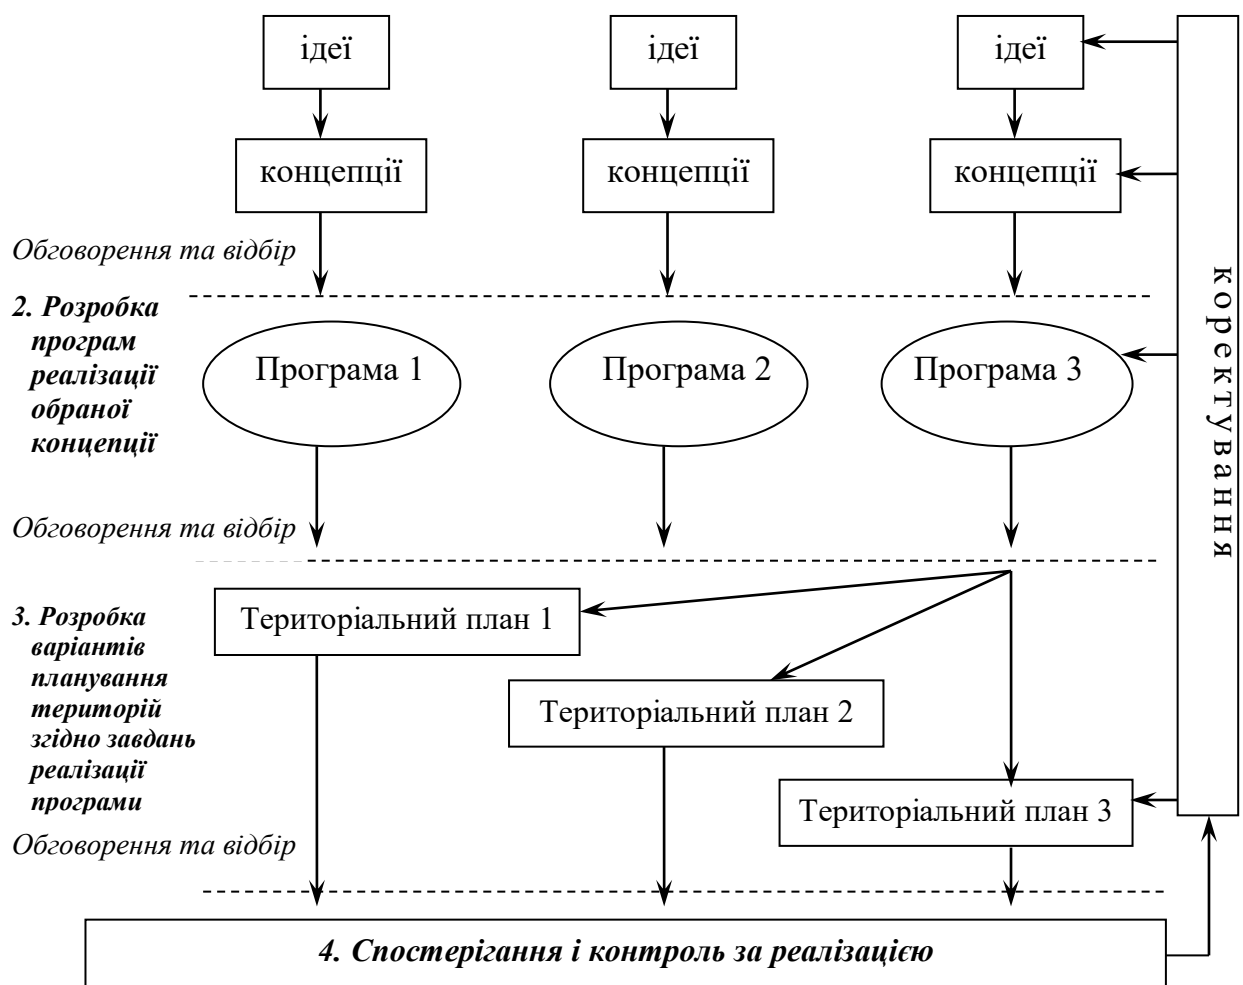 ідеї
ідеї
ідеї
концепції
концепції
концепції
Обговорення та відбір
2. Розробка
програм
реалізації
обраної
концепції
Програма 1
Програма 2
Програма 3
коректування
Обговорення та відбір
3. Розробка
варіантів
планування
територій
згідно завдань
реалізації
програми
Територіальний план 1
Територіальний план 2
Територіальний план 3
Обговорення та відбір
4. Спостерігання і контроль за реалізацією